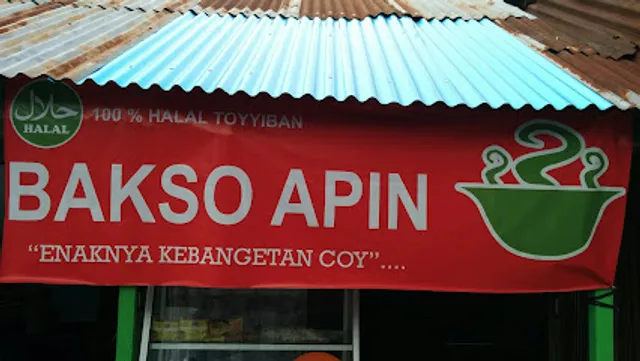 حلال
HALAL
100 % HALAL TOYYIBAN
BAKSO APIN
“ENAKNYA KEBANGETAN COY”....